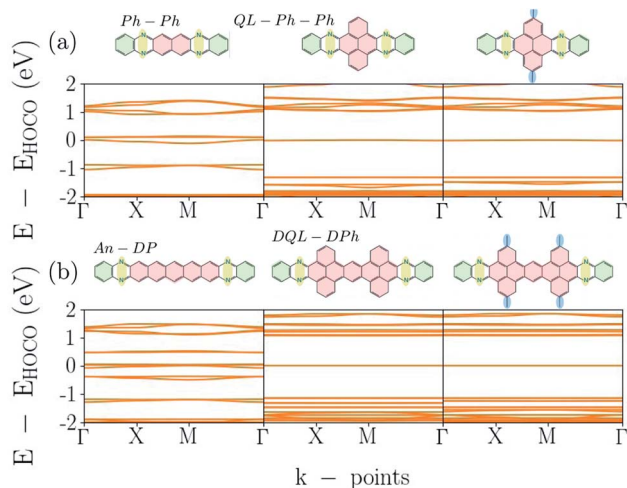 (a) Ph – Ph QL – Ph – Ph
N N N N N N
N N N N N N
E – E_HOCO (eV)
2
1
0
-1
-2
Γ X M Γ X M Γ X M Γ
(b) An – DP DQL – DPh
N N N N N N
N N N N N N
E – E_HOCO (eV)
2
1
0
-1
-2
Γ X M Γ X M Γ X M Γ
k – points